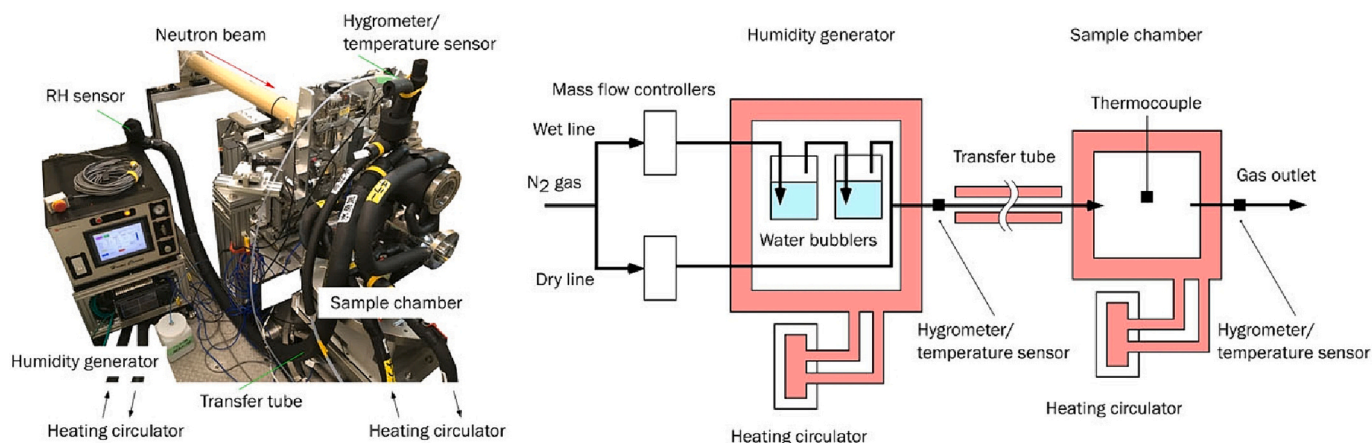 Neutron beam
Hygrometer/
temperature sensor
RH sensor
Sample chamber
Humidity generator
Transfer tube
Heating circulator
Heating circulator
Humidity generator
Sample chamber
Mass flow controllers
Wet line
N2 gas
Dry line
Water bubblers
Thermocouple
Transfer tube
Gas outlet
Hygrometer/
temperature sensor
Hygrometer/
temperature sensor
Heating circulator
Heating circulator